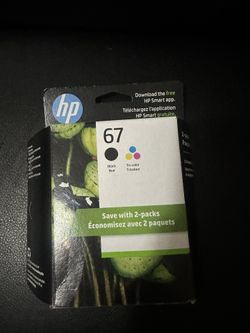 Download the free
HP Smart app.
Téléchargez l'application
HP Smart gratuite.
hp
67
Black
Noir
Tri-color
Trois couleurs
Save with 2-packs
Économisez avec 2 paquets